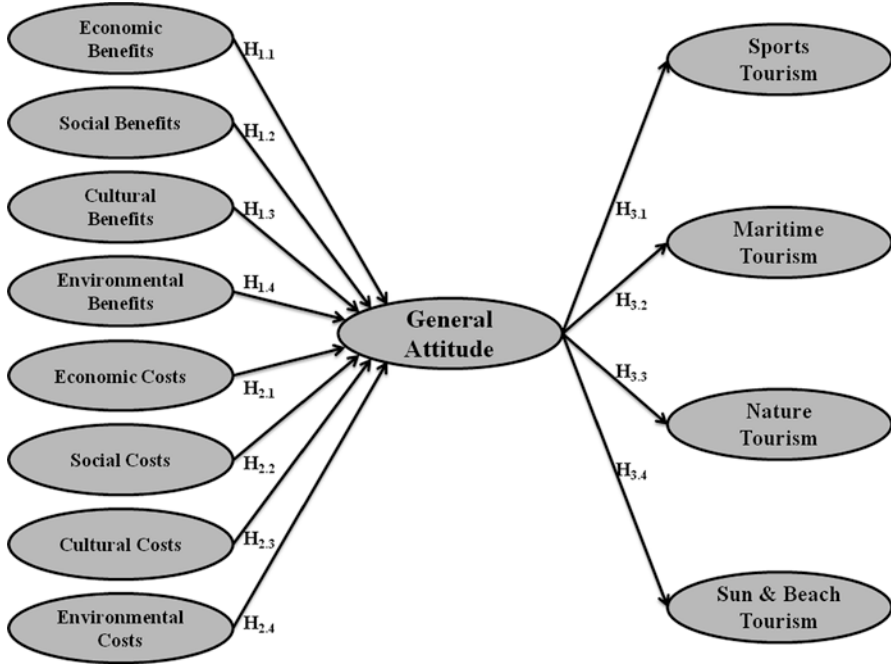 Economic
Benefits
H1.1
Social Benefits
H1.2
Cultural
Benefits
H1.3
Environmental
Benefits
H1.4
Economic Costs
H2.1
Social Costs
H2.2
Cultural Costs
H2.3
Environmental
Costs
H2.4
General
Attitude
H3.1
Sports
Tourism
H3.2
Maritime
Tourism
H3.3
Nature
Tourism
H3.4
Sun & Beach
Tourism